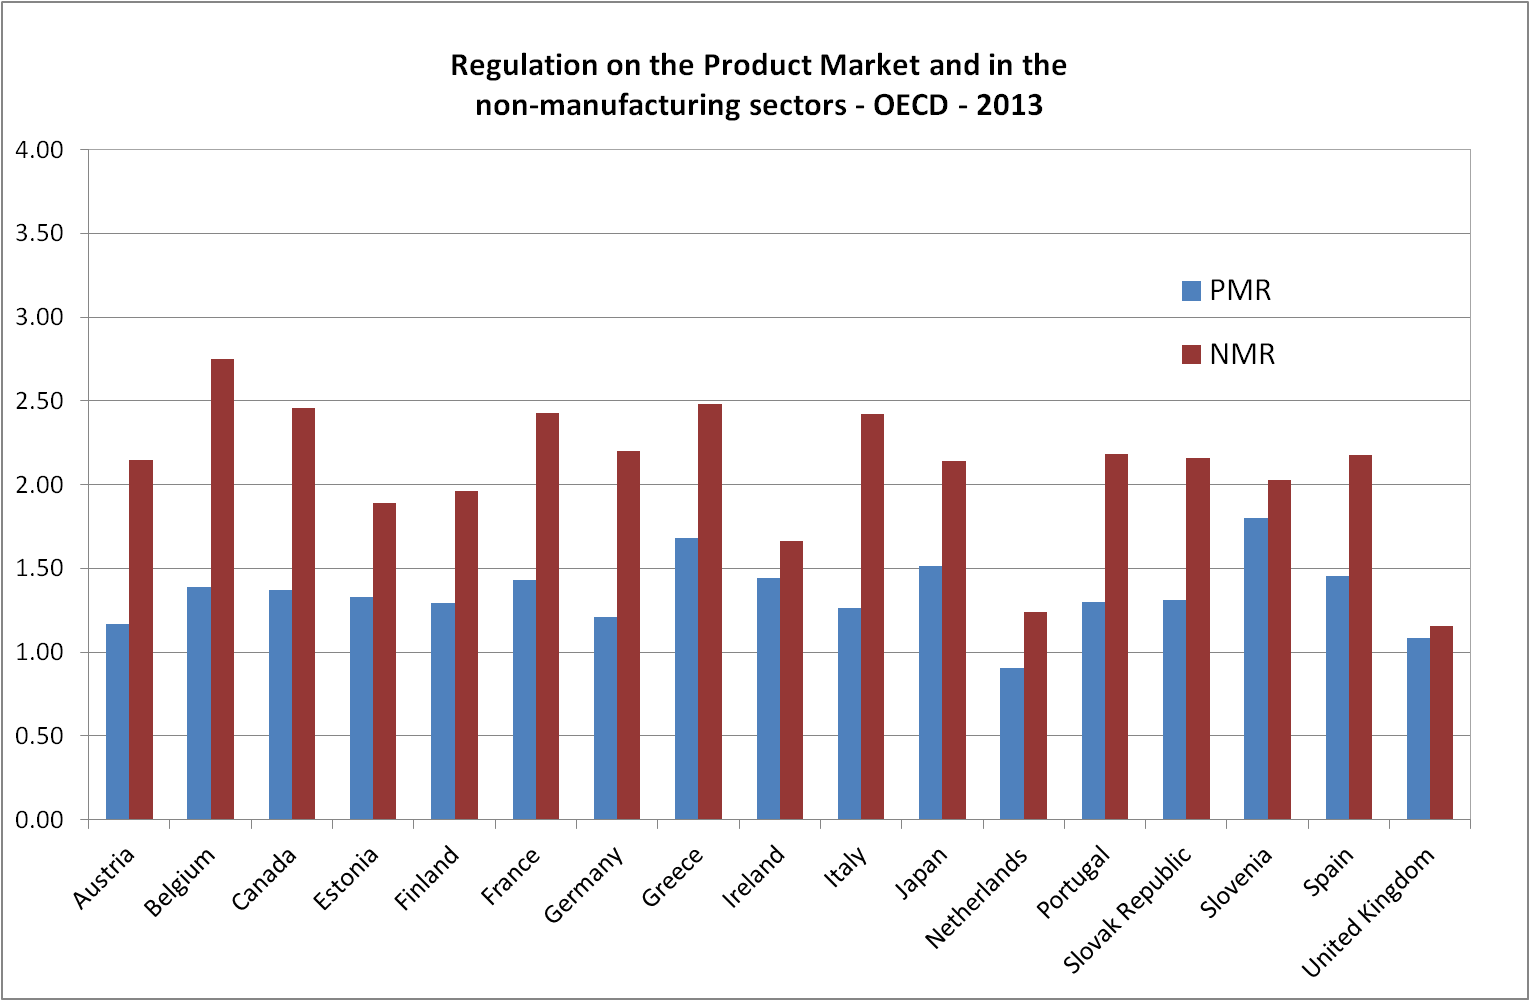 Regulation on the Product Market and in the
non-manufacturing sectors - OECD - 2013
4.00
3.50
3.00
2.50
2.00
1.50
1.00
0.50
0.00
PMR
NMR
Austria
Belgium
Canada
Estonia
Finland
France
Germany
Greece
Ireland
Italy
Japan
Netherlands
Portugal
Slovak Republic
Slovenia
Spain
United Kingdom